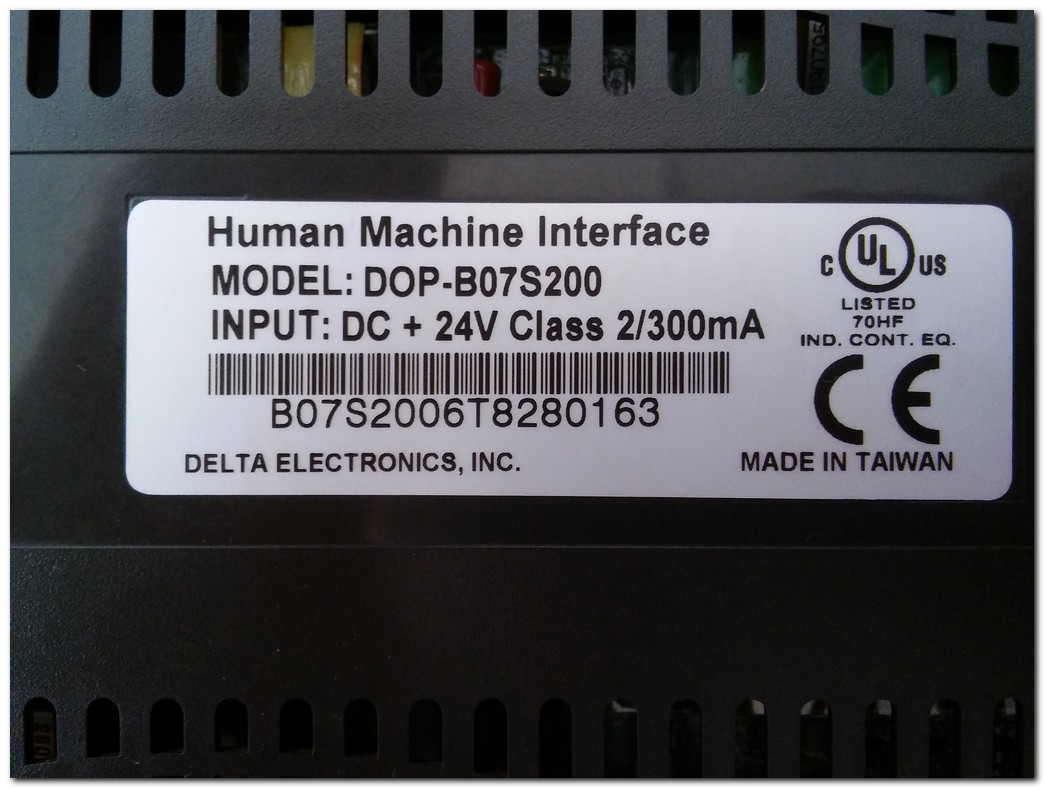 Human Machine Interface
MODEL: DOP-B07S200
INPUT: DC + 24V Class 2/300mA
B07S2006T8280163
DELTA ELECTRONICS, INC.
C UL US
LISTED
70HF
IND. CONT. EQ.
CE
MADE IN TAIWAN